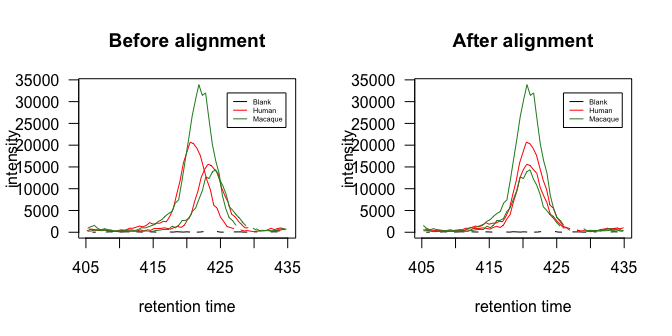 Before alignment
35000
30000
25000
20000
15000
10000
5000
0
intensity
Blank
Human
Macaque
405 415 425 435
retention time
After alignment
35000
30000
25000
20000
15000
10000
5000
0
intensity
Blank
Human
Macaque
405 415 425 435
retention time